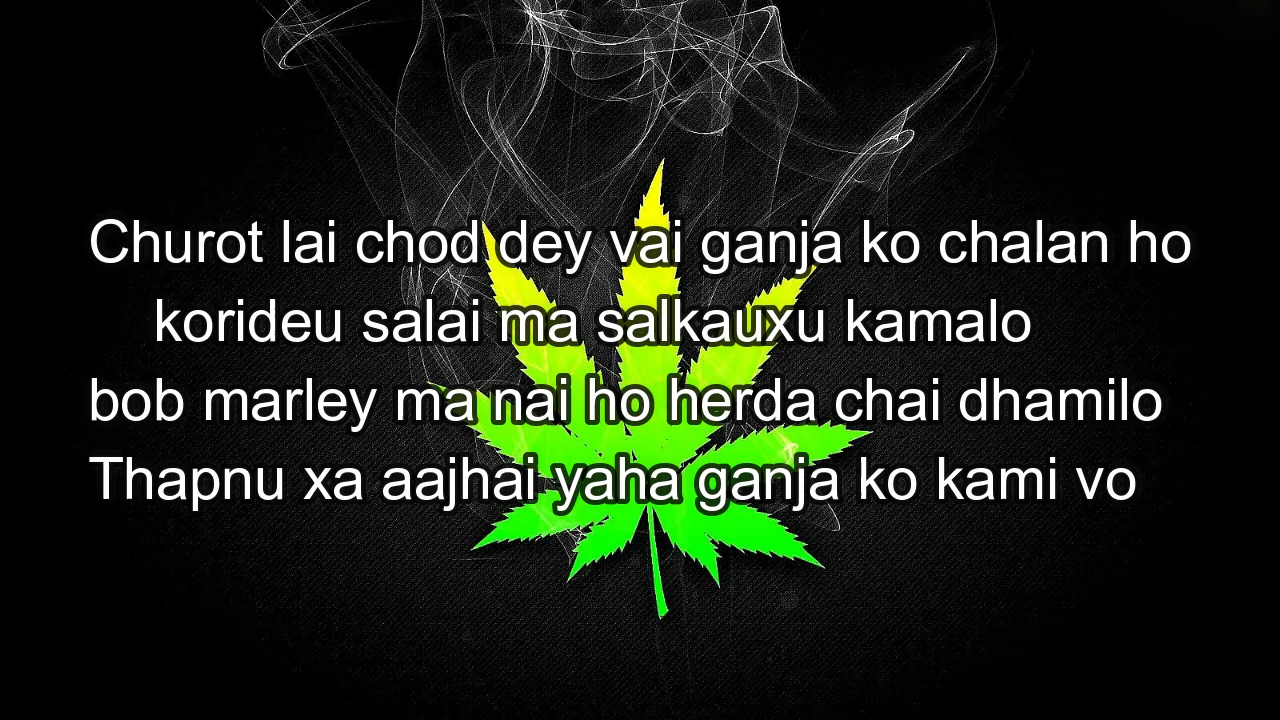 Churot lai chod dey vai ganja ko chalan ho
korideu salai ma salkauxu kamalo
bob marley ma nai ho herda chai dhamilo
Thapnu xa aajhai yaha ganja ko kami vo